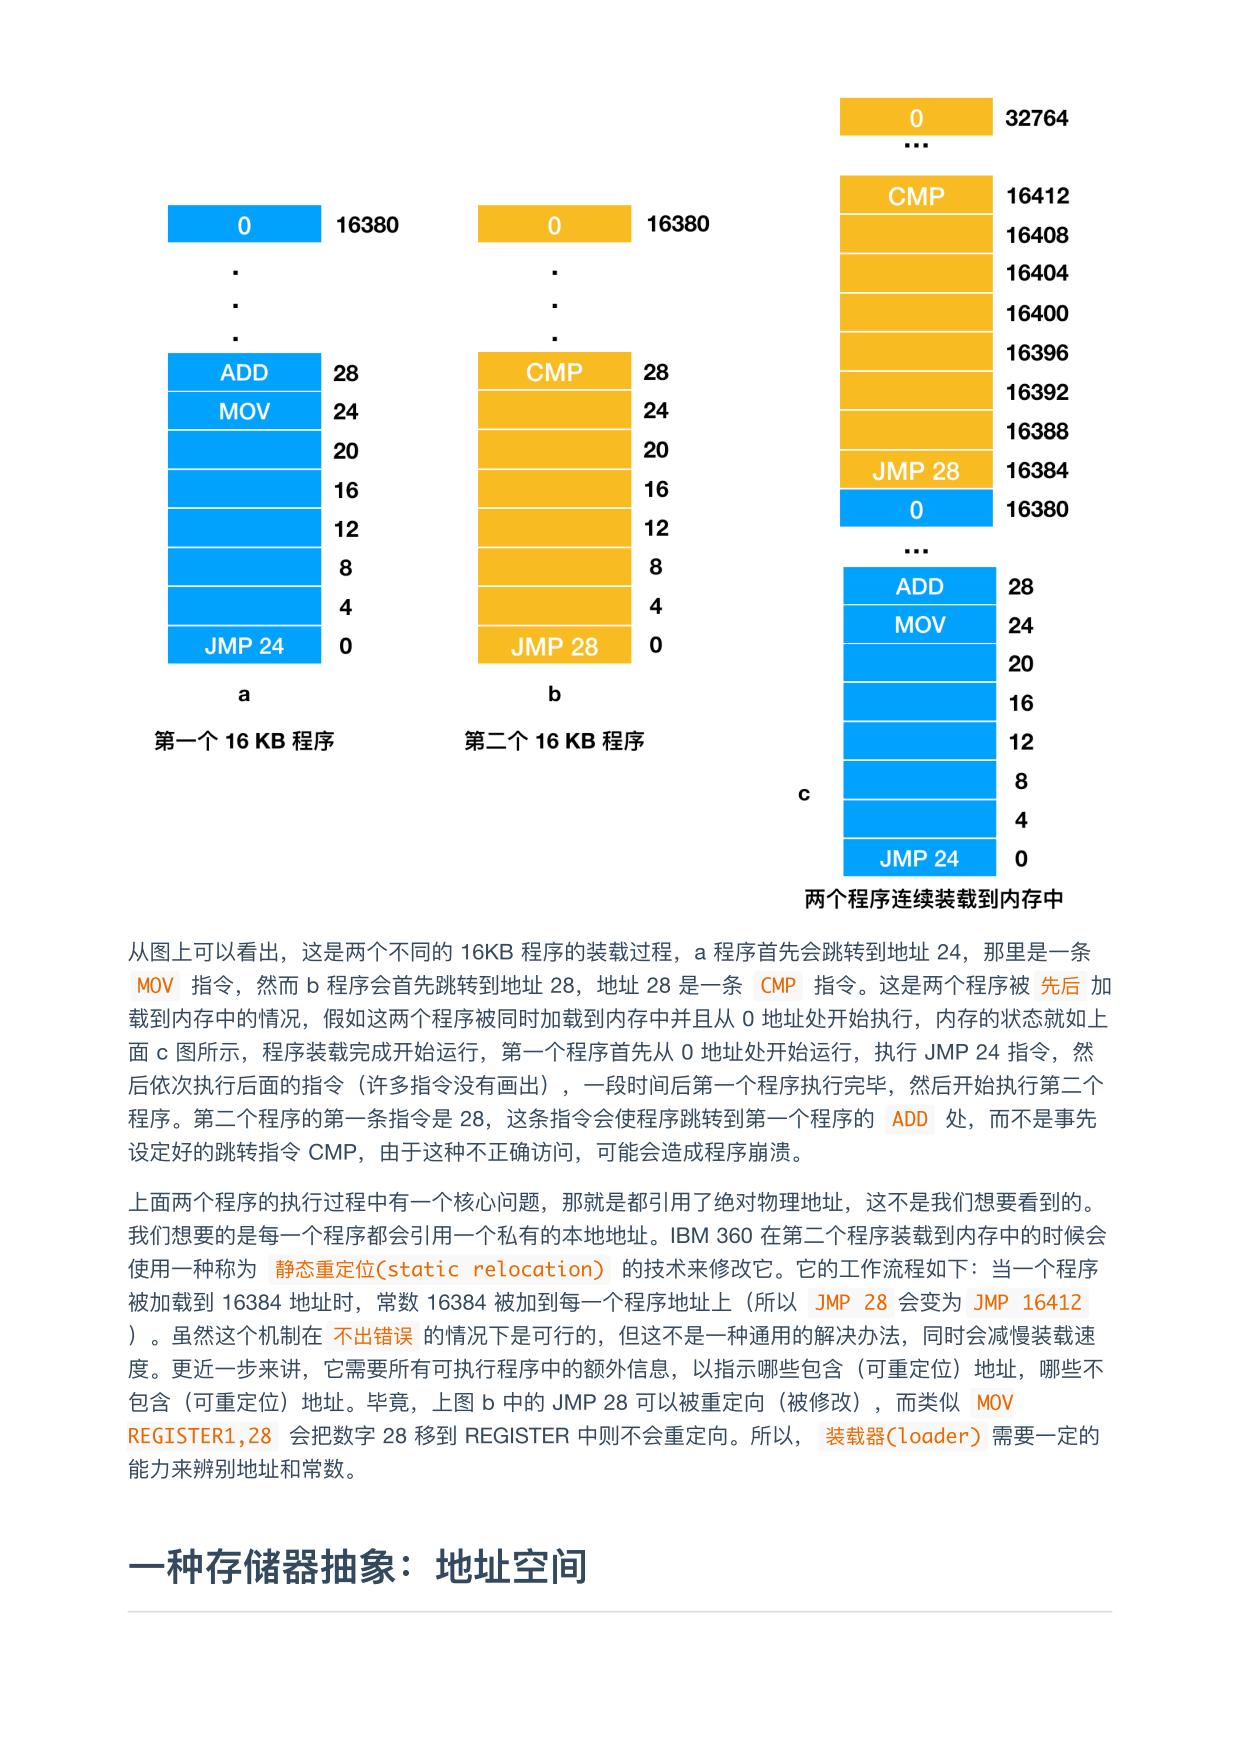 0 16380
.
.
.
ADD 28
MOV 24
20
16
12
8
4
JMP 24 0
a
第一个 16 KB 程序
0 16380
.
.
.
CMP 28
24
20
16
12
8
4
JMP 28 0
b
第二个 16 KB 程序
0 32764
...
CMP 16412
16408
16404
16400
16396
16392
16388
JMP 28 16384
0 16380
...
ADD 28
MOV 24
20
16
12
8
c
4
JMP 24 0
两个程序连续装载到内存中
从图上可以看出，这是两个不同的 16KB 程序的装载过程，a 程序首先会跳转到地址 24，那里是一条
MOV 指令，然而 b 程序会首先跳转到地址 28，地址 28 是一条 CMP 指令。这是两个程序被 先后 加
载到内存中的情况，假如这两个程序被同时加载到内存中并且从 0 地址处开始执行，内存的状态就如上
面 c 图所示，程序装载完成开始运行，第一个程序首先从 0 地址处开始运行，执行 JMP 24 指令，然
后依次执行后面的指令（许多指令没有画出），一段时间后第一个程序执行完毕，然后开始执行第二个
程序。第二个程序的第一条指令是 28，这条指令会使程序跳转到第一个程序的 ADD 处，而不是事先
设定好的跳转指令 CMP，由于这种不正确访问，可能会造成程序崩溃。
上面两个程序的执行过程中有一个核心问题，那就是都引用了绝对物理地址，这不是我们想要看到的。
我们想要的是每一个程序都会引用一个私有的本地地址。IBM 360 在第二个程序装载到内存中的时候会
使用一种称为 静态重定位(static relocation) 的技术来修改它。它的工作流程如下：当一个程序
被加载到 16384 地址时，常数 16384 被加到每一个程序地址上（所以 JMP 28 会变为 JMP 16412
）。虽然这个机制在 不出错误 的情况下是可行的，但这不是一种通用的解决办法，同时会减慢装载速
度。更近一步来讲，它需要所有可执行程序中的额外信息，以指示哪些包含（可重定位）地址，哪些不
包含（可重定位）地址。毕竟，上图 b 中的 JMP 28 可以被重定向（被修改），而类似 MOV
REGISTER1,28 会把数字 28 移到 REGISTER 中则不会重定向。所以， 装载器(loader) 需要一定的
能力来辨别地址和常数。
一种存储器抽象：地址空间